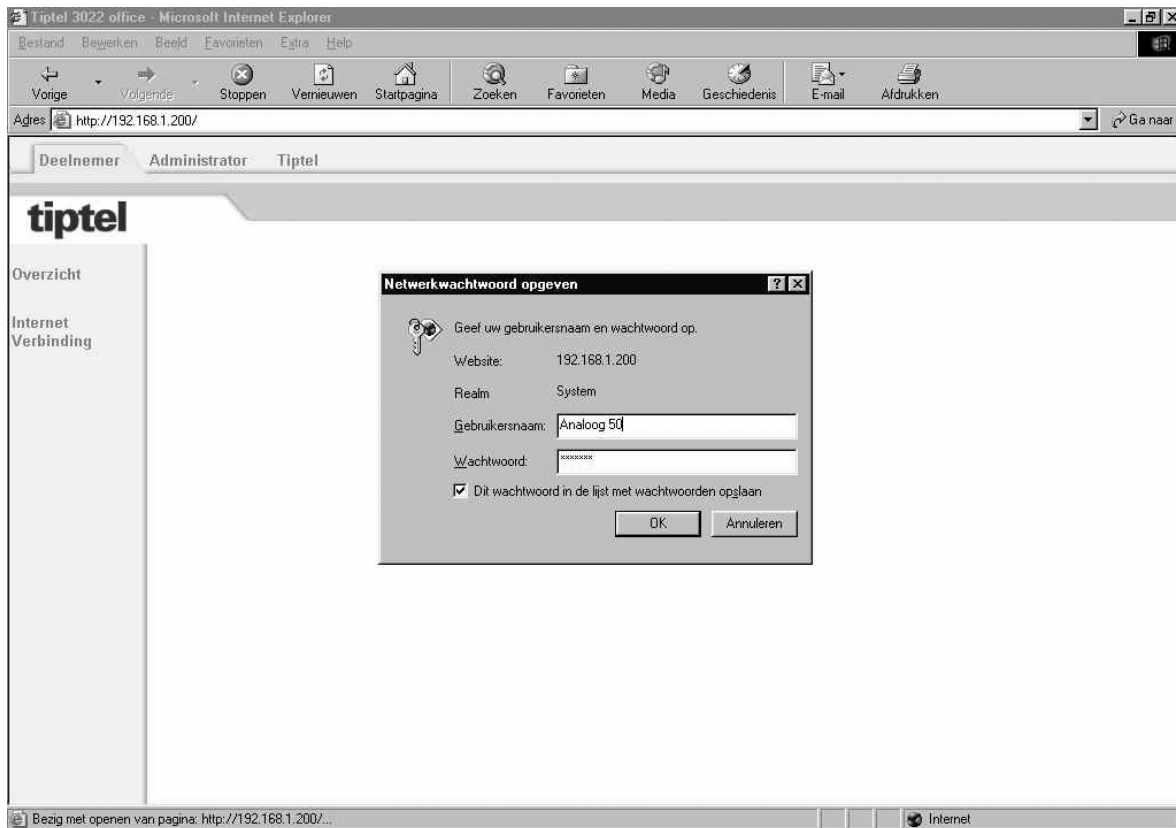 Tiptel 3022 office - Microsoft Internet Explorer
Bestand Bewerken Beeld Favorieten Extra Help
Vorige Volgende Stoppen Vernieuwen Startpagina Zoeken Favorieten Media Geschiedenis E-mail Afdrukken
Adres http://192.168.1.200/ Ga naar
Deelnemer Administrator Tiptel
tiptel
Overzicht
Internet
Verbinding
Netwerkwachtwoord opgeven
Geef uw gebruikersnaam en wachtwoord op.
Website: 192.168.1.200
Realm System
Gebruikersnaam: Analoog 50
Wachtwoord: xxxxxxx
Dit wachtwoord in de lijst met wachtwoorden opslaan
OK Annuleren
Bezig met openen van pagina: http://192.168.1.200/... Internet